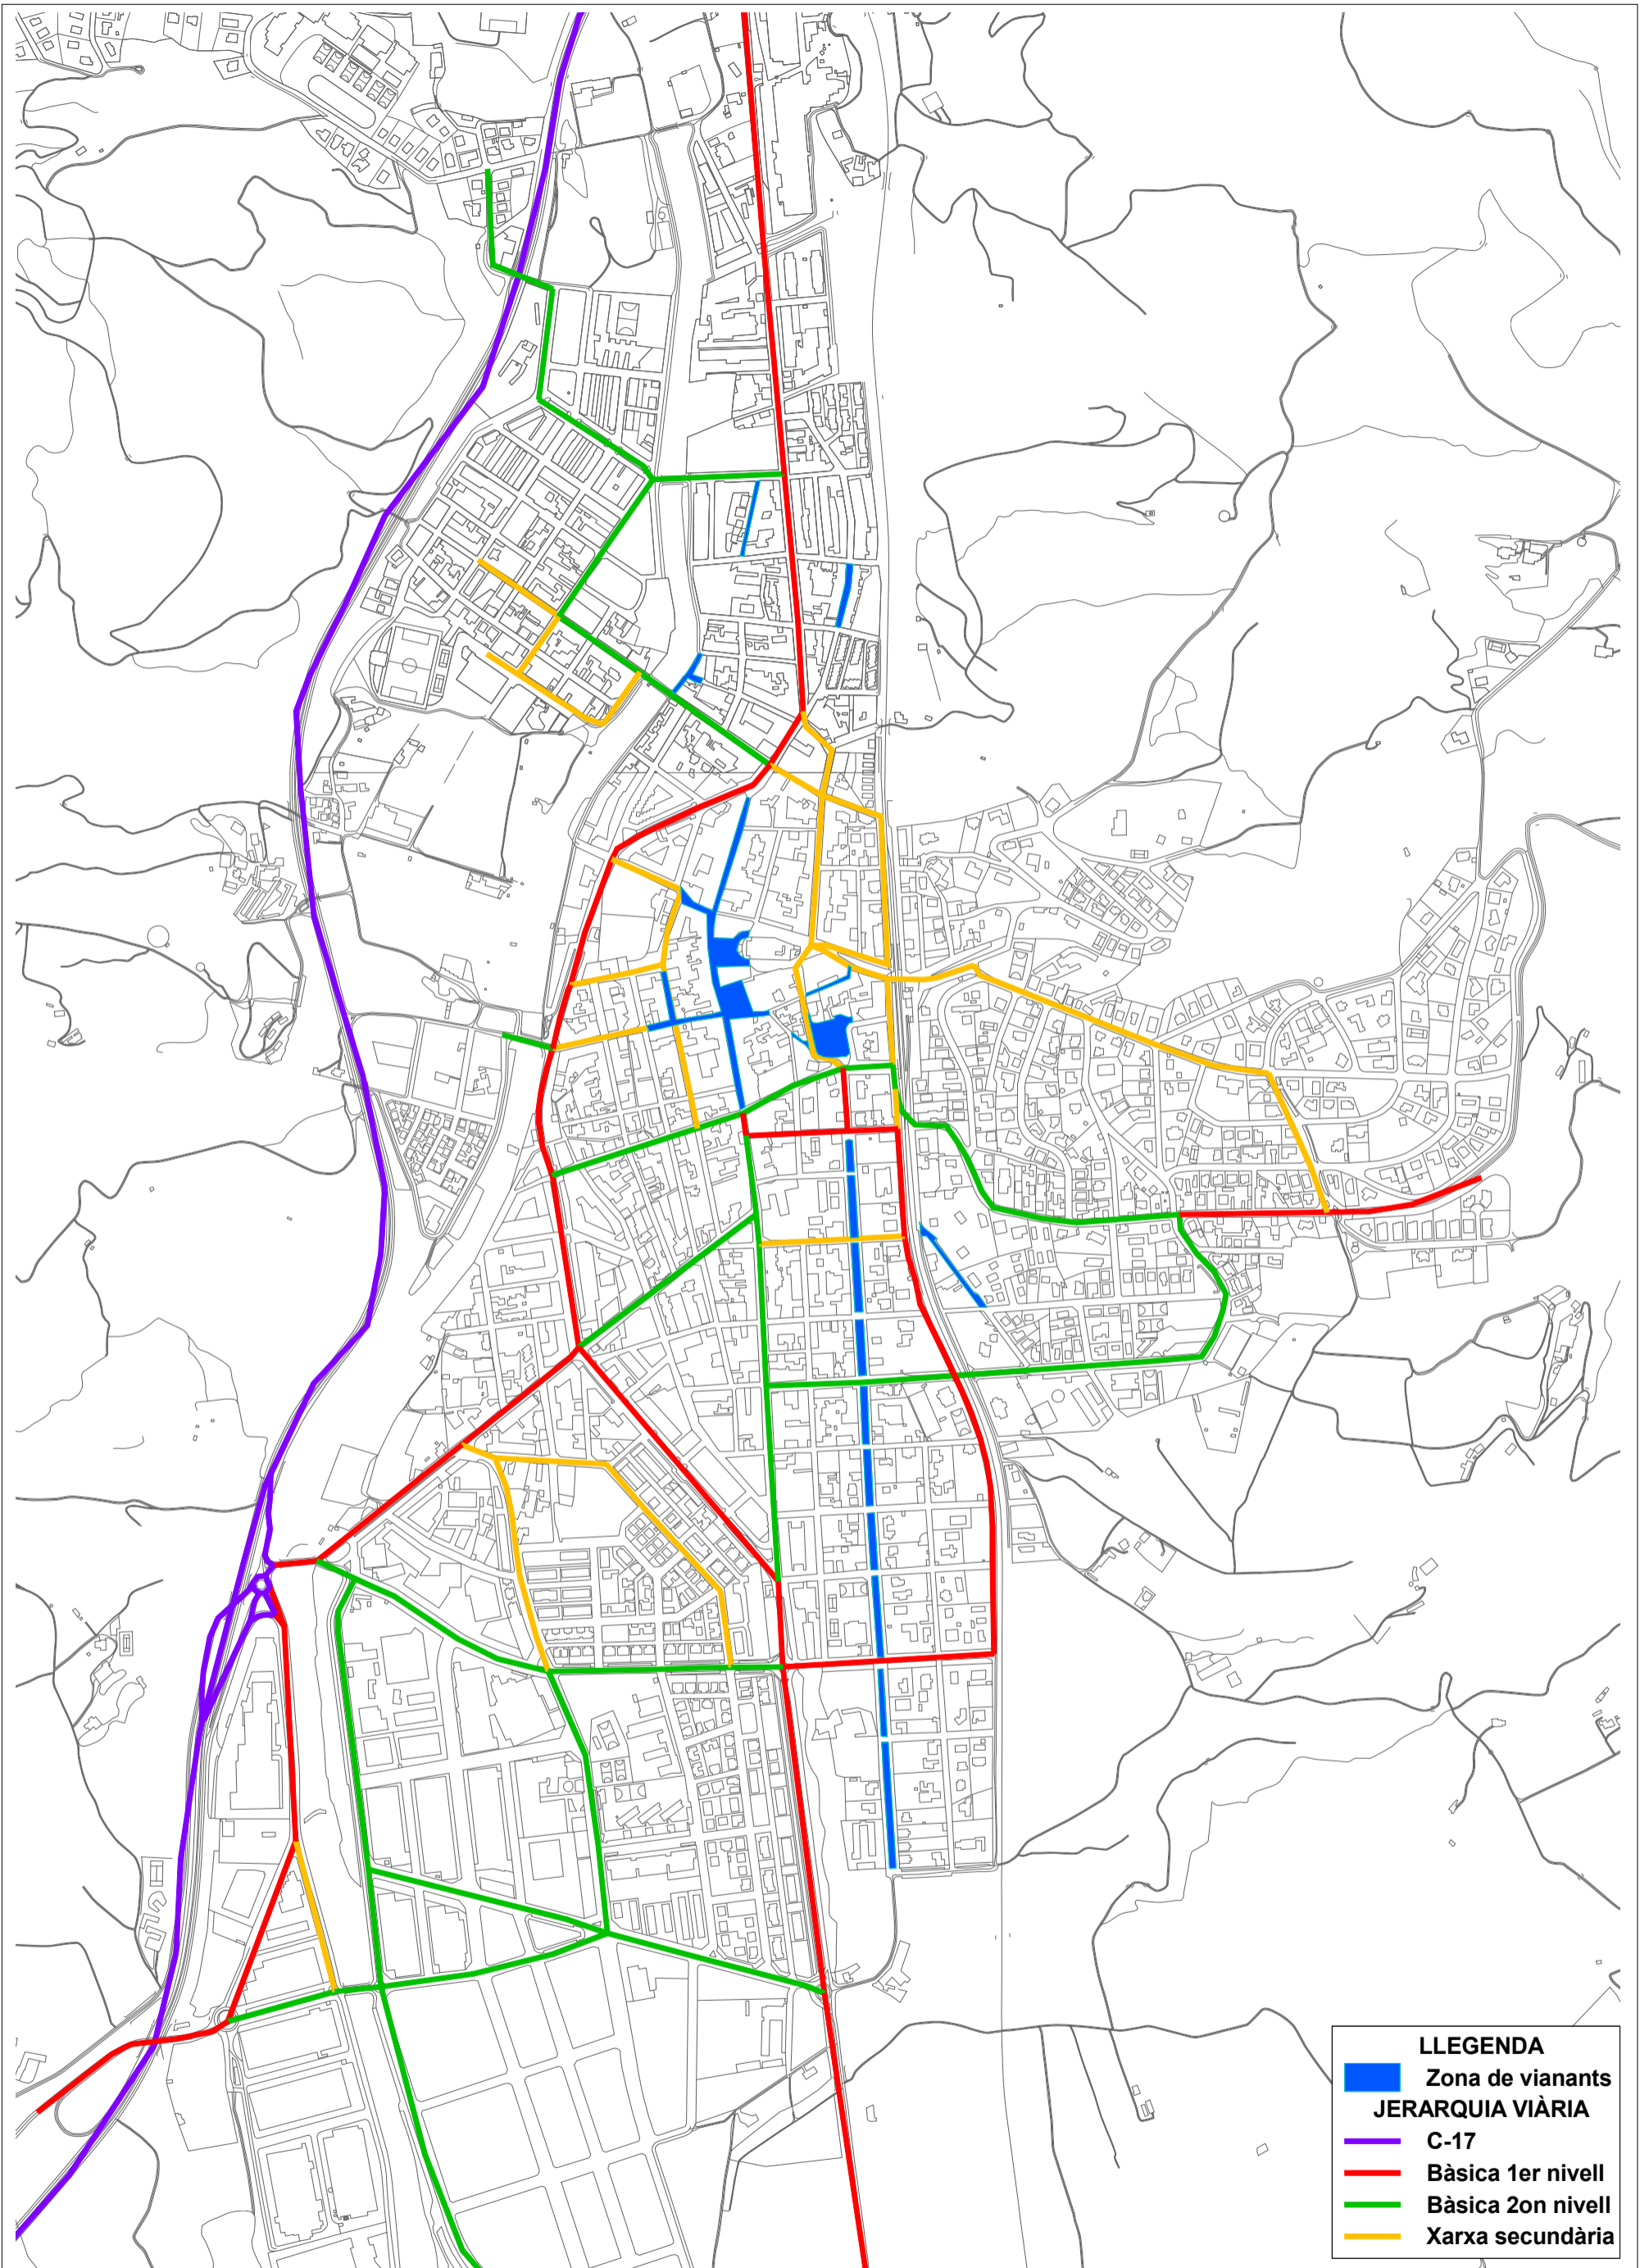 LLEGENDA
Zona de vianants
JERARQUIA VIÀRIA
C-17
Bàsica 1er nivell
Bàsica 2on nivell
Xarxa secundària